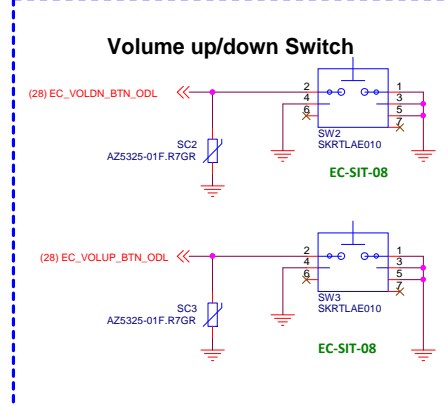 Volume up/down Switch
(28) EC_VOLDN_BTN_ODL
2
4
6
1
3
5
7
SC2
AZ5325-01F.R7GR
SW2
SKRTLAE010
EC-SIT-08
(28) EC_VOLUP_BTN_ODL
2
4
6
1
3
5
7
SC3
AZ5325-01F.R7GR
SW3
SKRTLAE010
EC-SIT-08